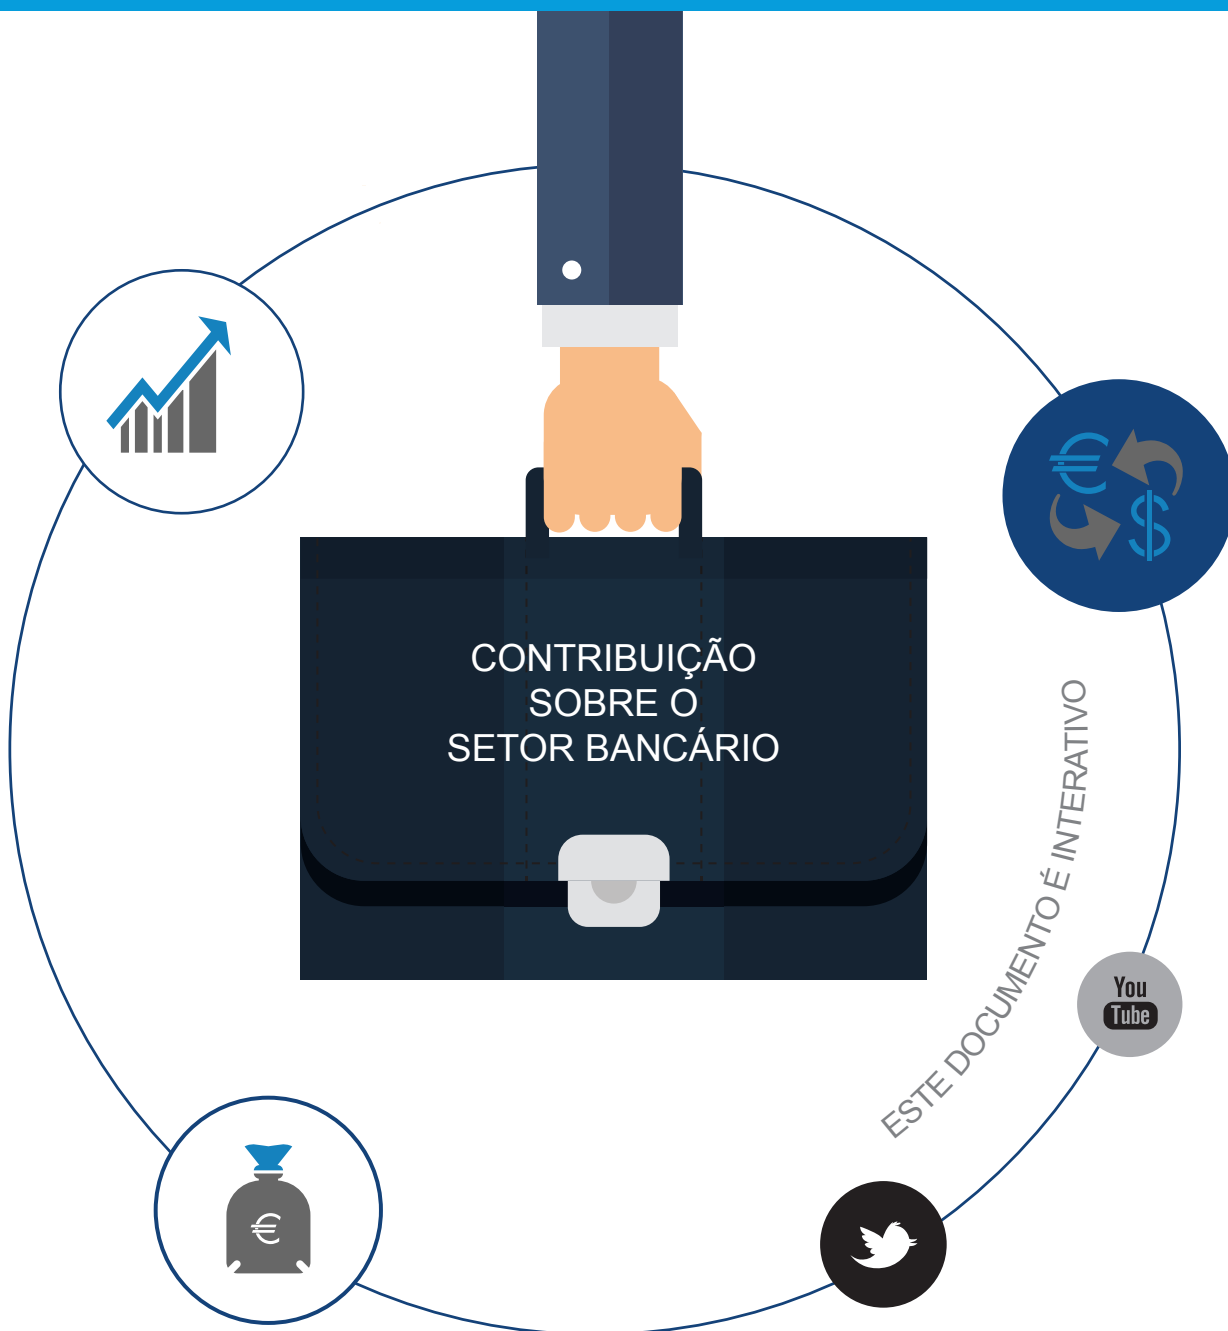 CONTRIBUIÇÃO
SOBRE O
SETOR BANCÁRIO
ESTE DOCUMENTO É INTERATIVO
You
Tube
€
$
€